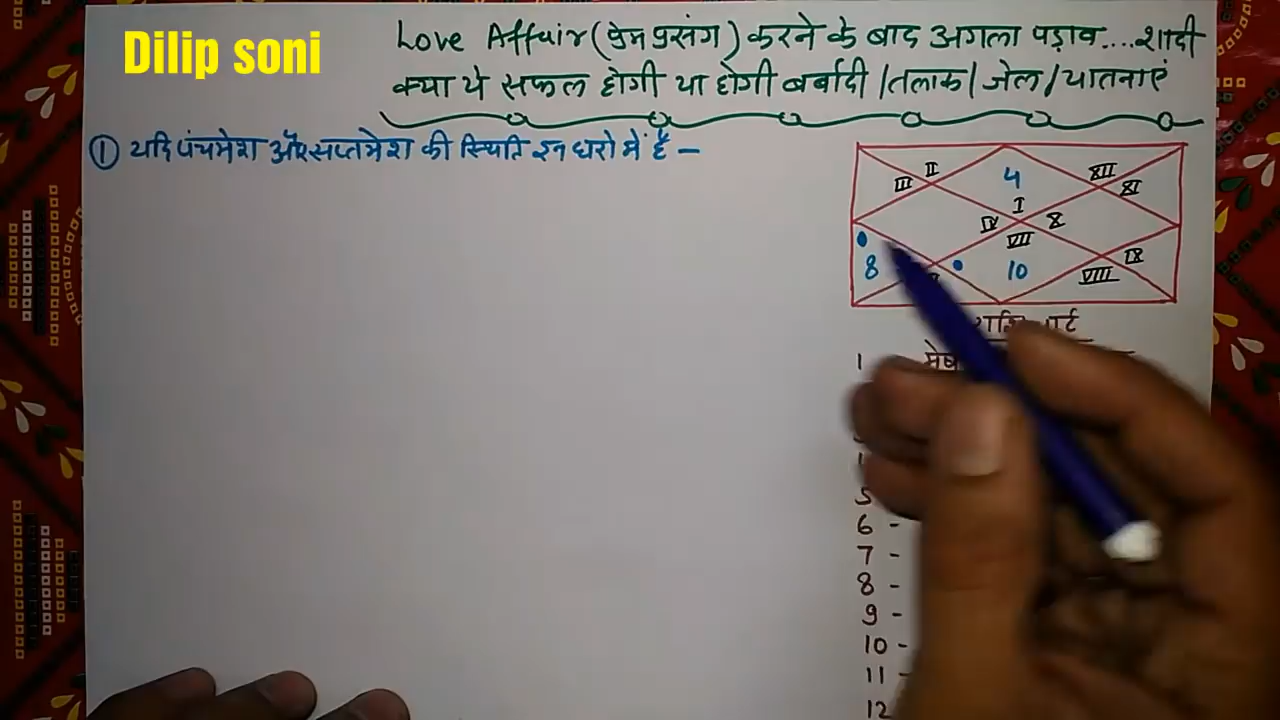 Dilip soni
Love Affair (प्रेम प्रसंग) करने के बाद अगला पड़ाव....शादी
क्या ये सफल होगी या होगी बर्बादी /तलाक/ जेल/यातनाएं
① यदि पंचमेश और सप्तमेश की स्थिति इन घरो में है –
II
III
4
I
XII
XI
IV
X
VII
8
10
IX
VIII
1
मेष
5
6 -
7 -
8 -
9 -
10 -
11 -
12